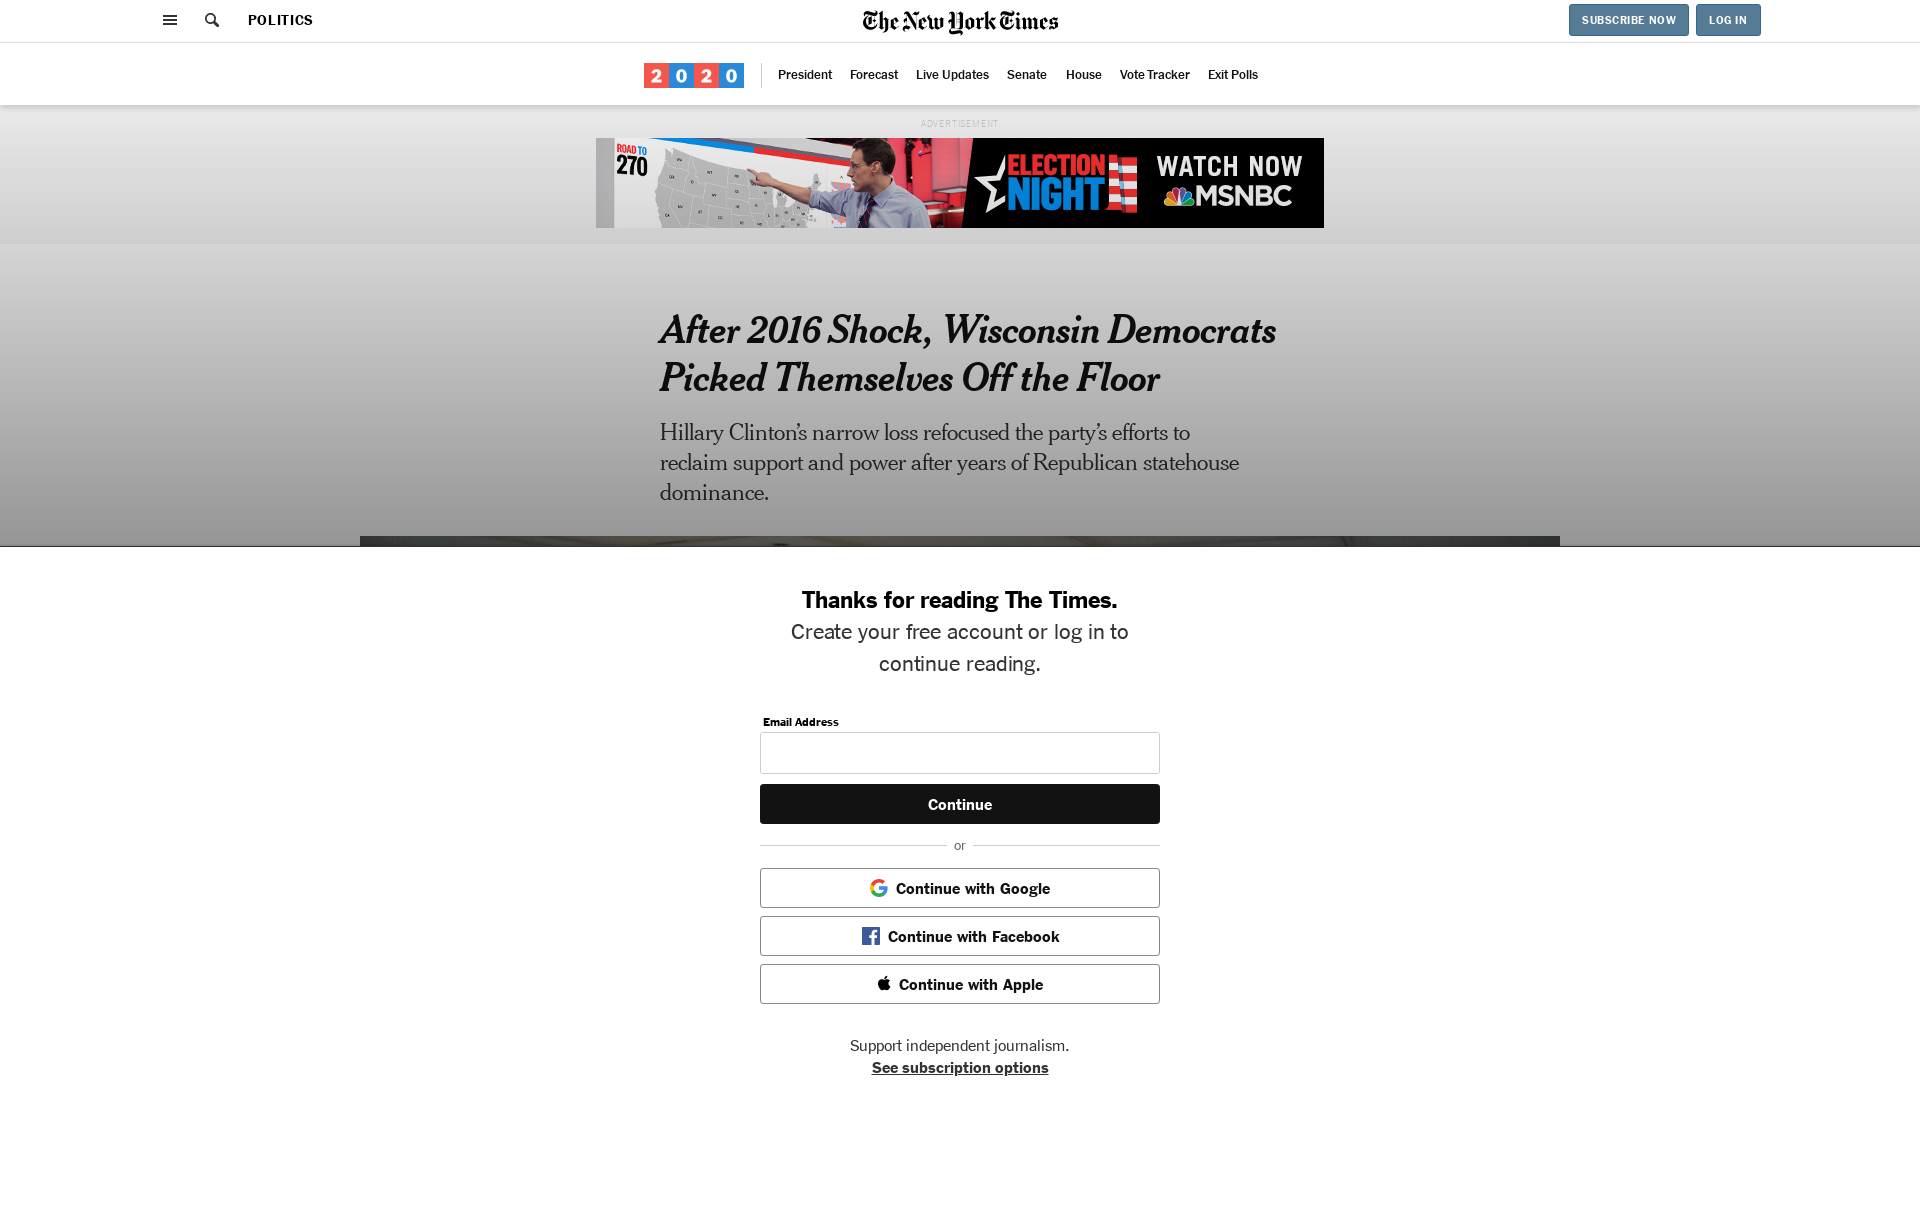 POLITICS
The New York Times
SUBSCRIBE NOW
LOG IN
2020
President
Forecast
Live Updates
Senate
House
Vote Tracker
Exit Polls
ADVERTISEMENT
ROAD TO
270
ELECTION
NIGHT
WATCH NOW
MSNBC
After 2016 Shock, Wisconsin Democrats
Picked Themselves Off the Floor
Hillary Clinton’s narrow loss refocused the party’s efforts to
reclaim support and power after years of Republican statehouse
dominance.
Thanks for reading The Times.
Create your free account or log in to
continue reading.
Email Address
Continue
or
Continue with Google
Continue with Facebook
Continue with Apple
Support independent journalism.
See subscription options